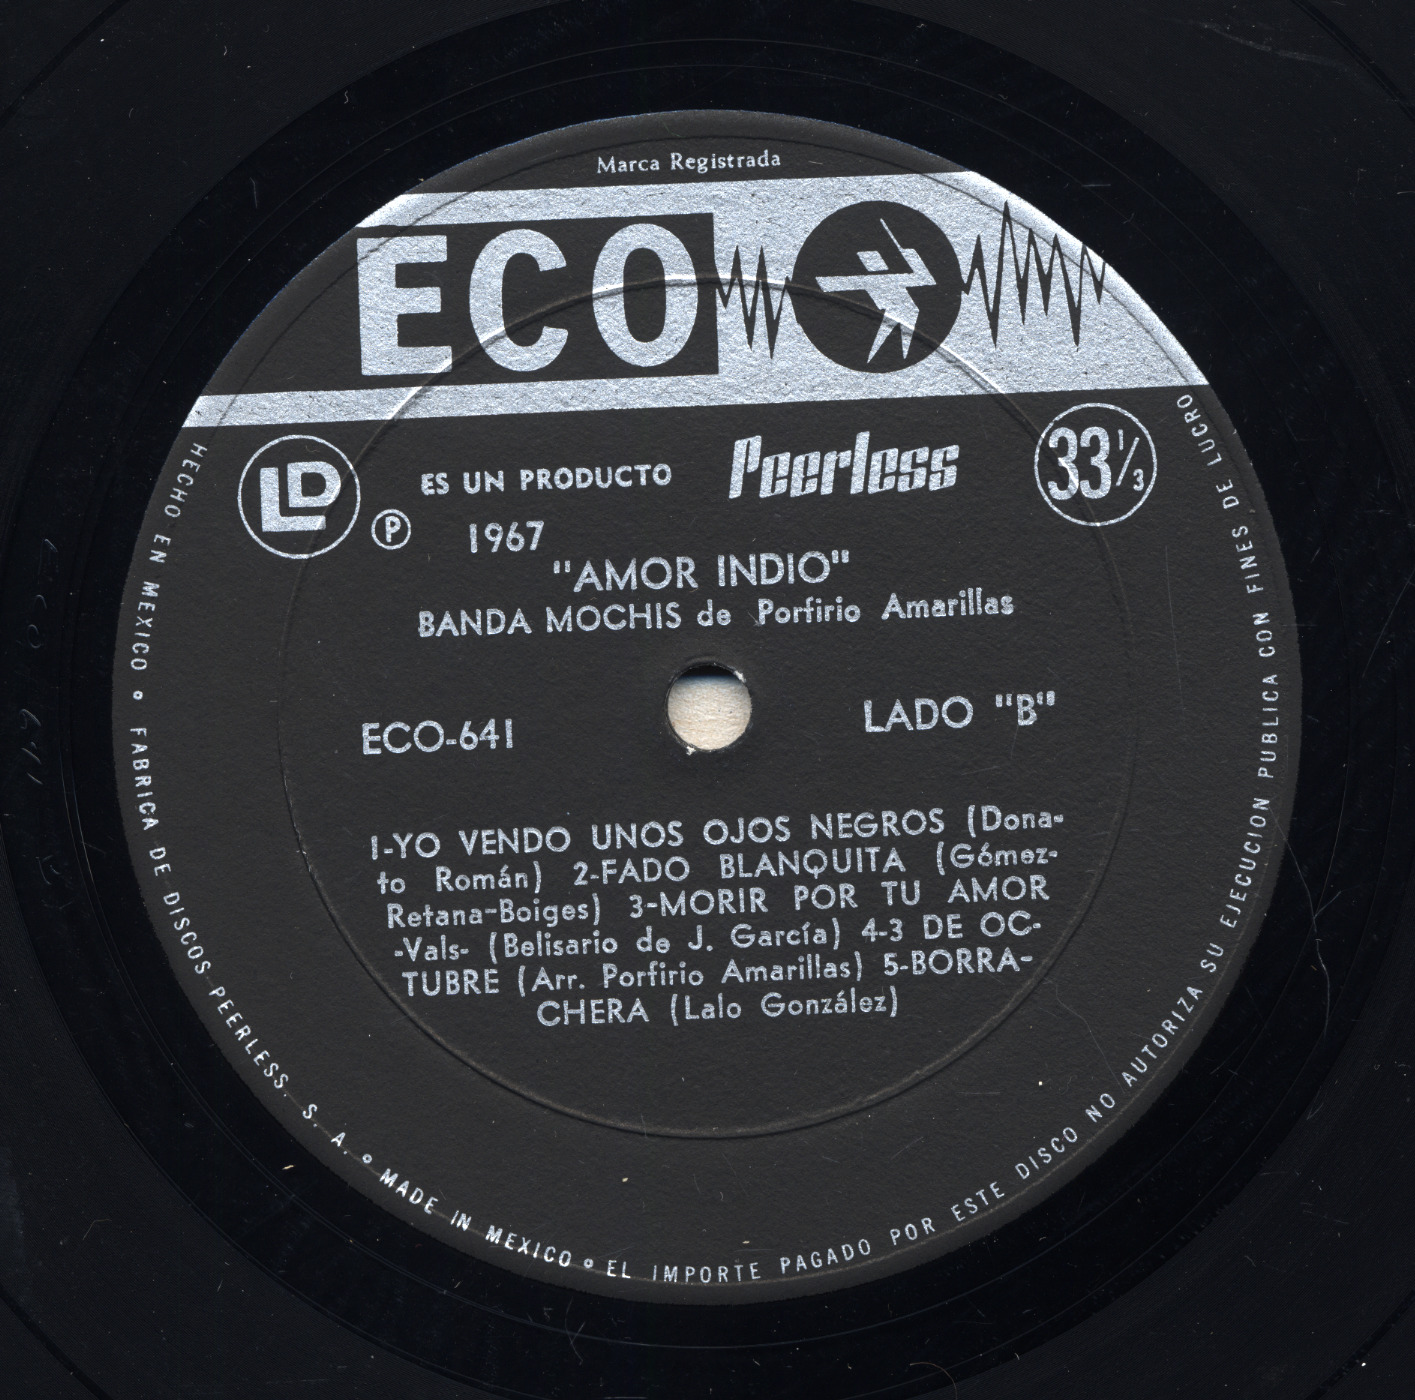 Marca Registrada
ECO
LD
ES UN PRODUCTO Peerless
33 1/3
Ⓟ 1967
"AMOR INDIO"
BANDA MOCHIS de Porfirio Amarillas
ECO-641
LADO "B"
1-YO VENDO UNOS OJOS NEGROS (Dona-
to Román) 2-FADO BLANQUITA (Gómez-
Retana-Boiges) 3-MORIR POR TU AMOR
-Vals- (Belisario de J. García) 4-3 DE OC-
TUBRE (Arr. Porfirio Amarillas) 5-BORRA-
CHERA (Lalo González)
HECHO EN MEXICO • FABRICA DE DISCOS PEERLESS. S. A. • MADE IN MEXICO • EL IMPORTE PAGADO POR ESTE DISCO NO AUTORIZA SU EJECUCION PUBLICA CON FINES DE LUCRO